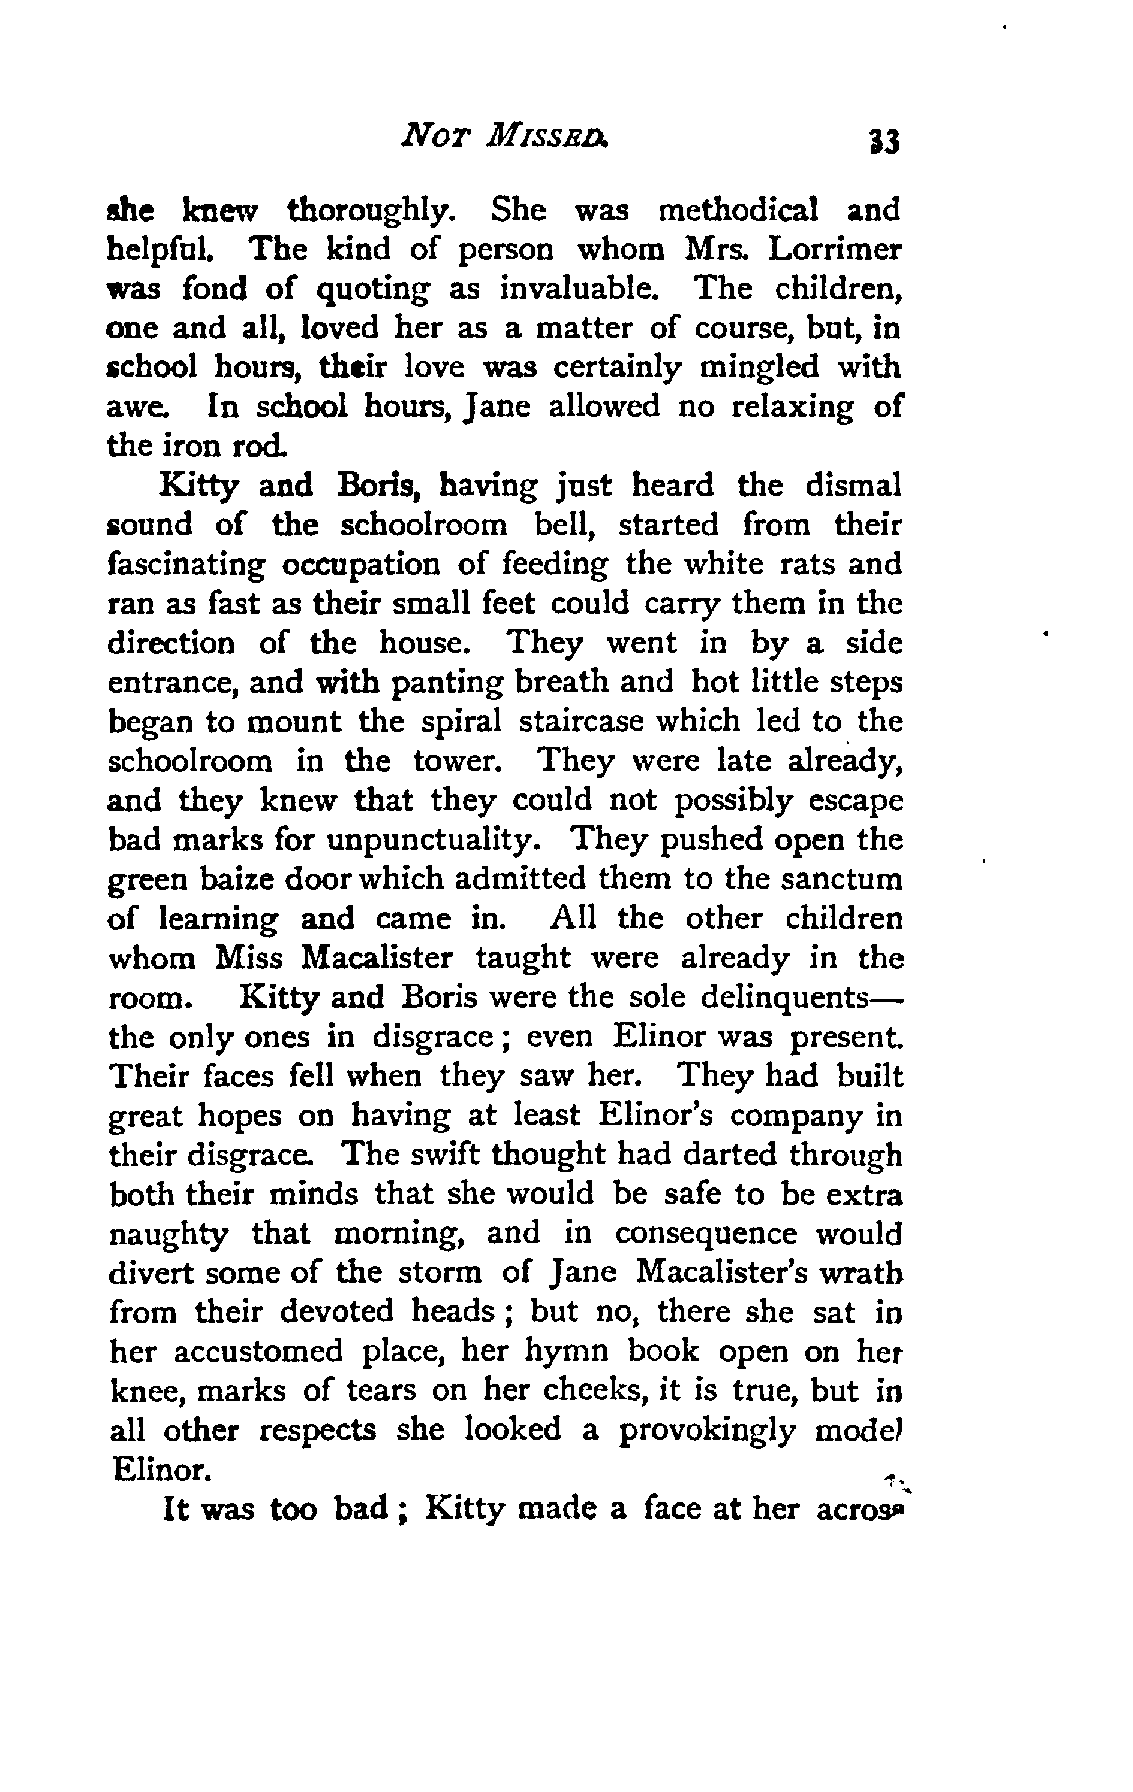 NOT MISSED. 33
she knew thoroughly. She was methodical and
helpful. The kind of person whom Mrs. Lorrimer
was fond of quoting as invaluable. The children,
one and all, loved her as a matter of course, but, in
school hours, their love was certainly mingled with
awe. In school hours, Jane allowed no relaxing of
the iron rod.
Kitty and Boris, having just heard the dismal
sound of the schoolroom bell, started from their
fascinating occupation of feeding the white rats and
ran as fast as their small feet could carry them in the
direction of the house. They went in by a side
entrance, and with panting breath and hot little steps
began to mount the spiral staircase which led to the
schoolroom in the tower. They were late already,
and they knew that they could not possibly escape
bad marks for unpunctuality. They pushed open the
green baize door which admitted them to the sanctum
of learning and came in. All the other children
whom Miss Macalister taught were already in the
room. Kitty and Boris were the sole delinquents—
the only ones in disgrace ; even Elinor was present.
Their faces fell when they saw her. They had built
great hopes on having at least Elinor's company in
their disgrace. The swift thought had darted through
both their minds that she would be safe to be extra
naughty that morning, and in consequence would
divert some of the storm of Jane Macalister's wrath
from their devoted heads ; but no, there she sat in
her accustomed place, her hymn book open on her
knee, marks of tears on her cheeks, it is true, but in
all other respects she looked a provokingly model
Elinor.
It was too bad ; Kitty made a face at her across